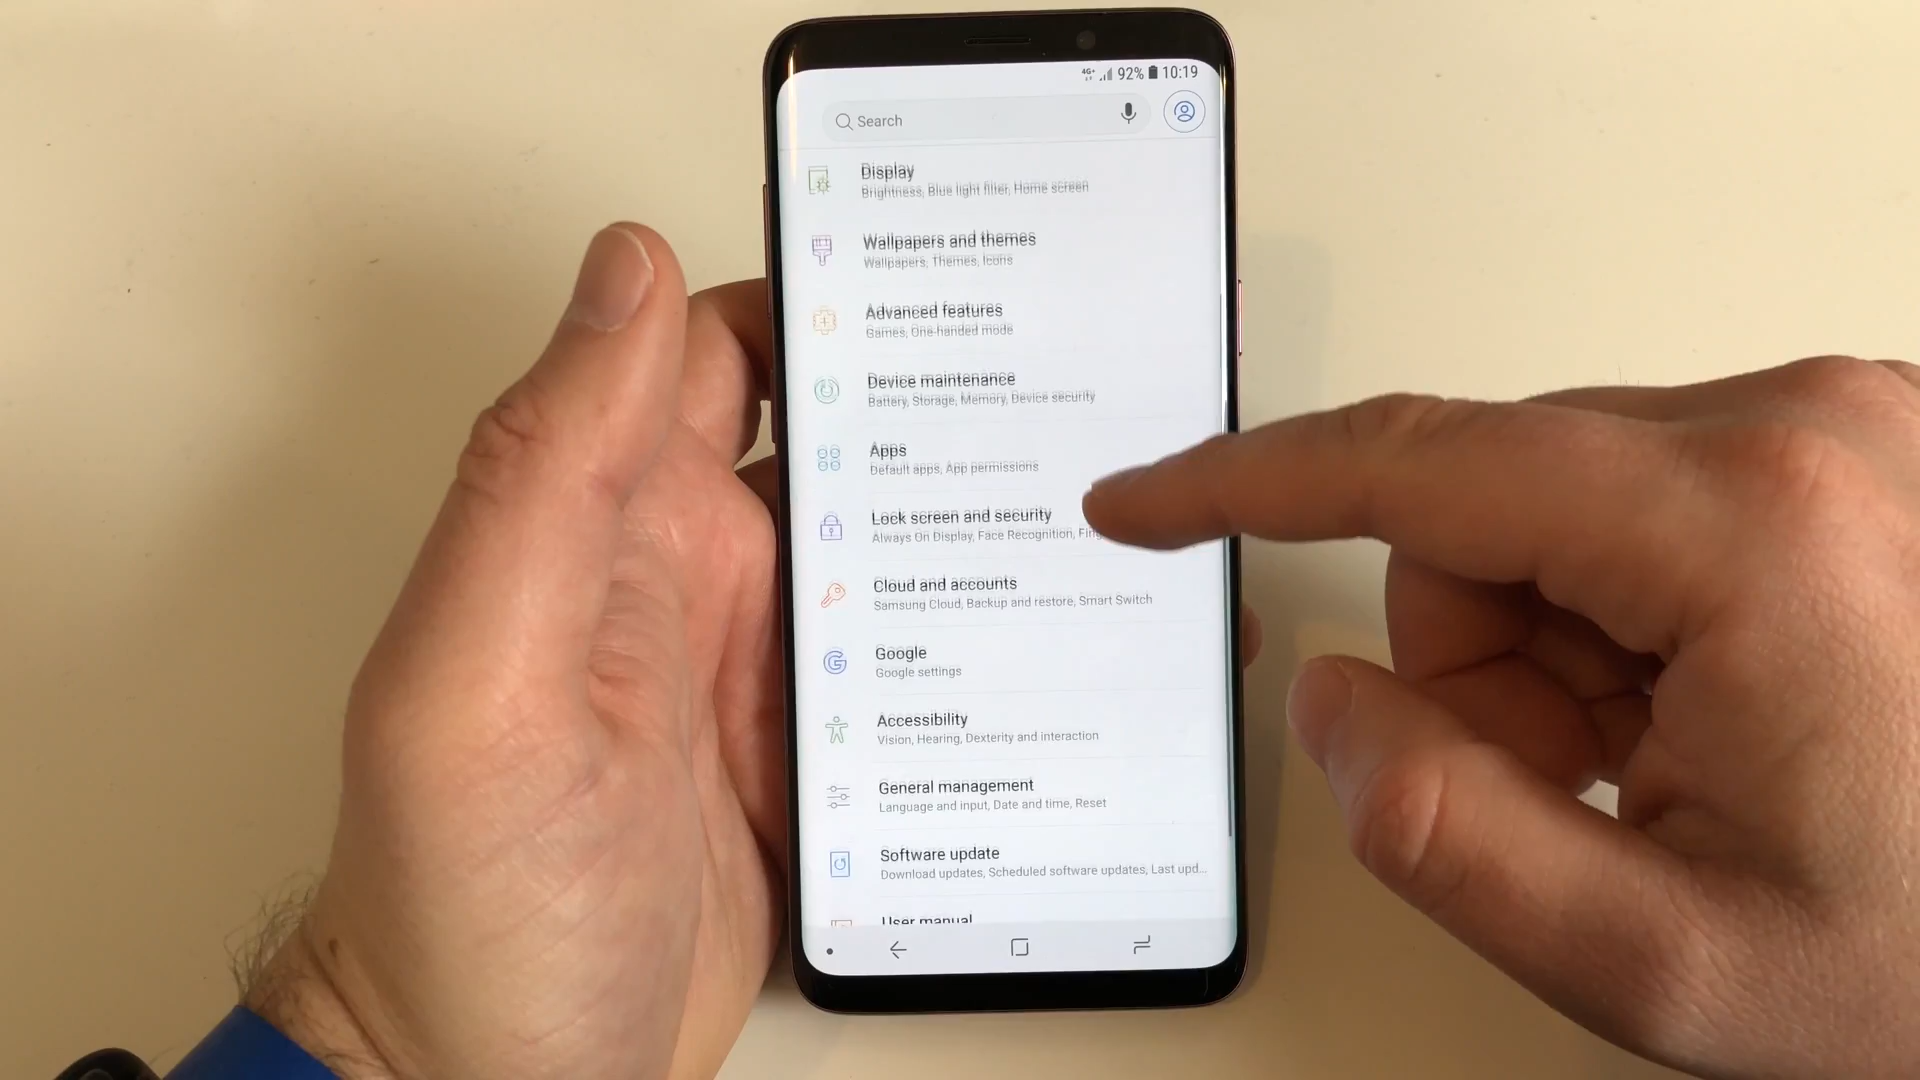 4G+ 92% 10:19
Search
Display
Brightness, Blue light filter, Home screen
Wallpapers and themes
Wallpapers, Themes, Icons
Advanced features
Games, One-handed mode
Device maintenance
Battery, Storage, Memory, Device security
Apps
Default apps, App permissions
Lock screen and security
Always On Display, Face Recognition,
Cloud and accounts
Samsung Cloud, Backup and restore, Smart Switch
Google
Google settings
Accessibility
Vision, Hearing, Dexterity and interaction
General management
Language and input, Date and time, Reset
Software update
Download updates, Scheduled software updates, Last upd...
User manual